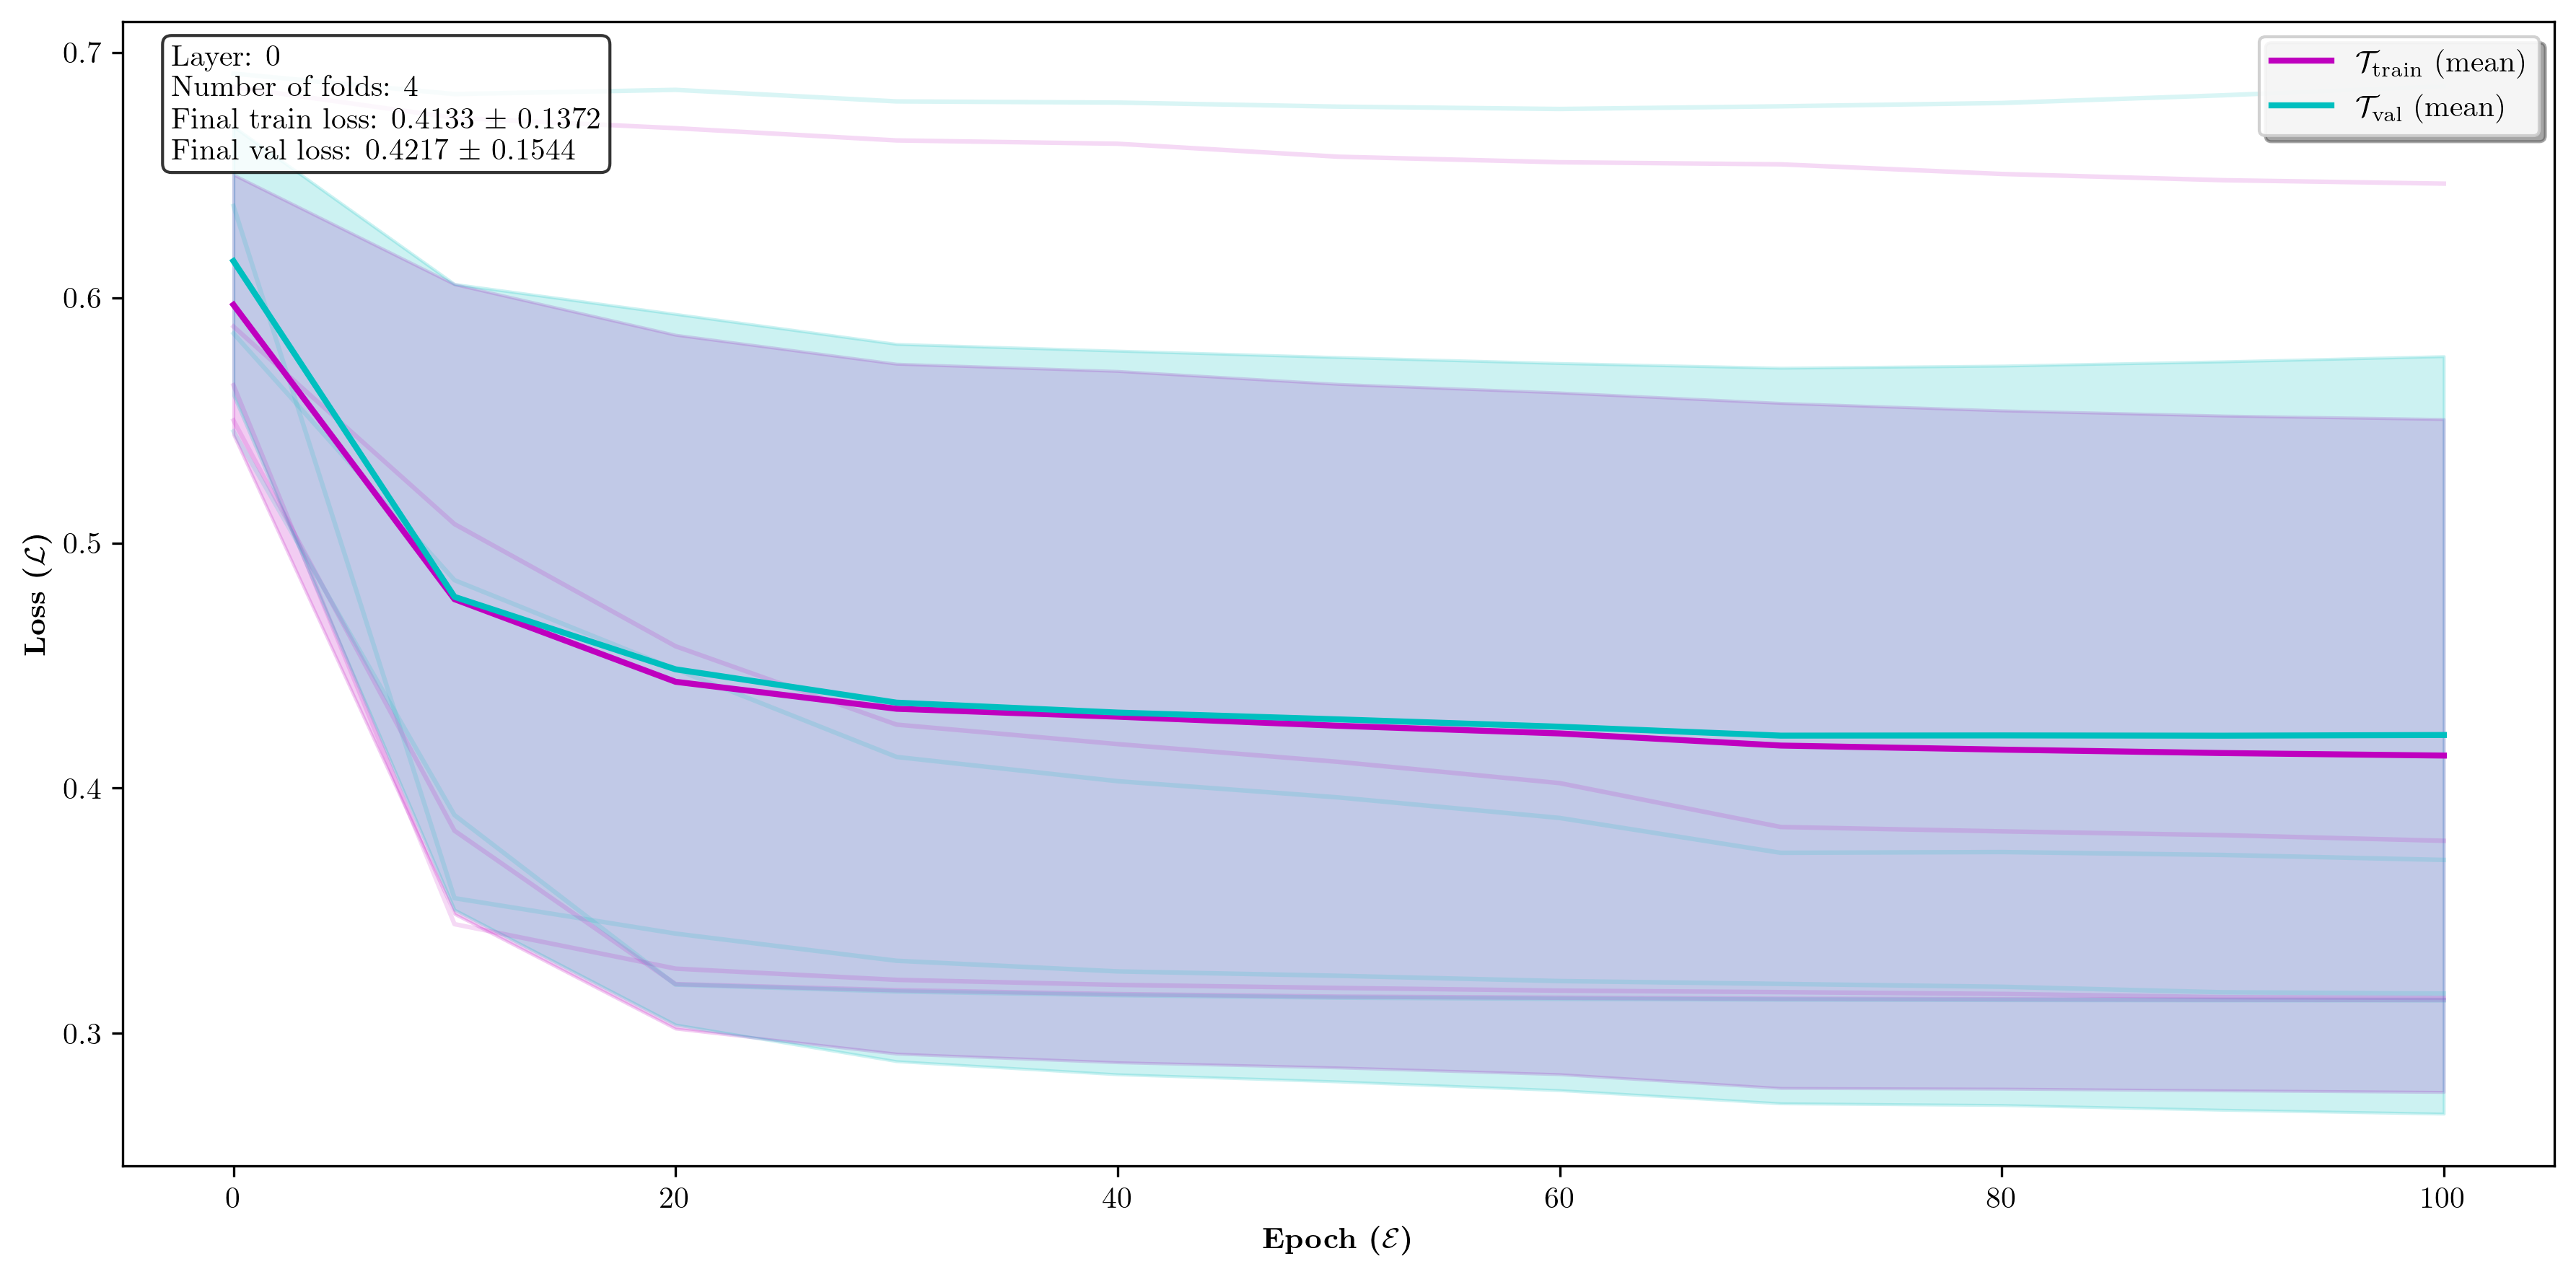 Layer: 0
Number of folds: 4
Final train loss: 0.4133 ± 0.1372
Final val loss: 0.4217 ± 0.1544
𝒯train (mean)
𝒯val (mean)
0.7
0.6
0.5
0.4
0.3
Loss (ℒ)
0 20 40 60 80 100
Epoch (ℰ)